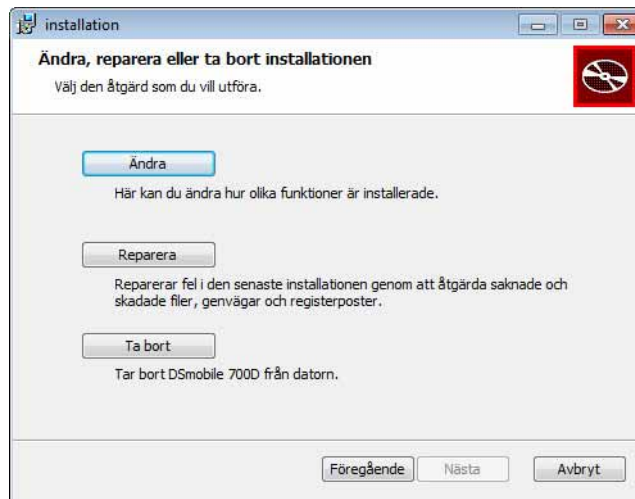 installation
Ändra, reparera eller ta bort installationen
Välj den åtgärd som du vill utföra.
Ändra
Här kan du ändra hur olika funktioner är installerade.
Reparera
Reparerar fel i den senaste installationen genom att åtgärda saknade och
skadade filer, genvägar och registerposter.
Ta bort
Tar bort DSmobile 700D från datorn.
Föregående
Nästa
Avbryt